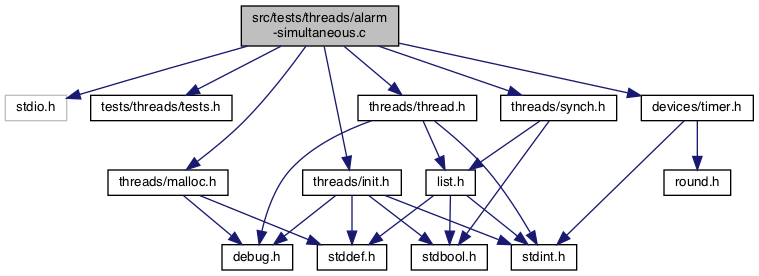 src/tests/threads/alarm
-simultaneous.c
stdio.h
tests/threads/tests.h
threads/thread.h
threads/synch.h
devices/timer.h
threads/malloc.h
threads/init.h
list.h
round.h
debug.h
stddef.h
stdbool.h
stdint.h